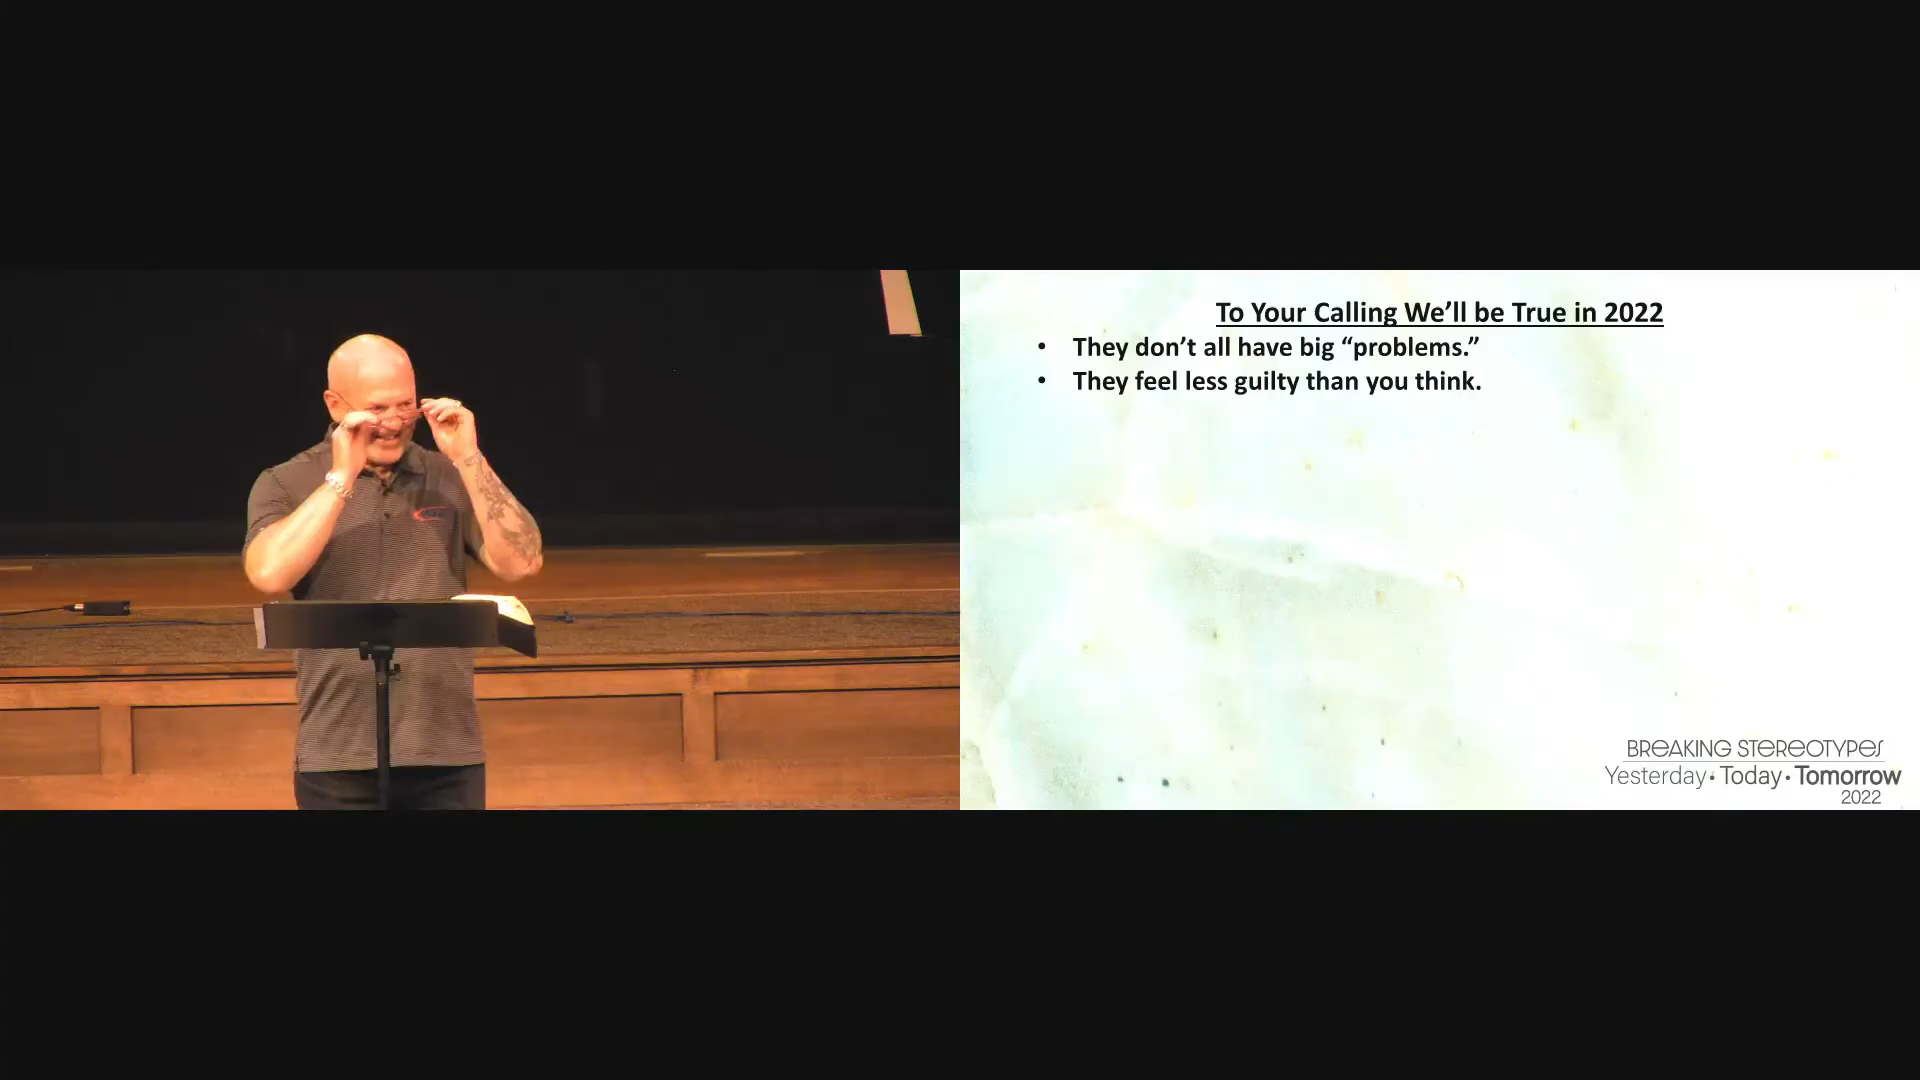 To Your Calling We’ll be True in 2022
• They don’t all have big “problems.”
• They feel less guilty than you think.
BREAKING STEREOTYPES
Yesterday • Today • Tomorrow
2022